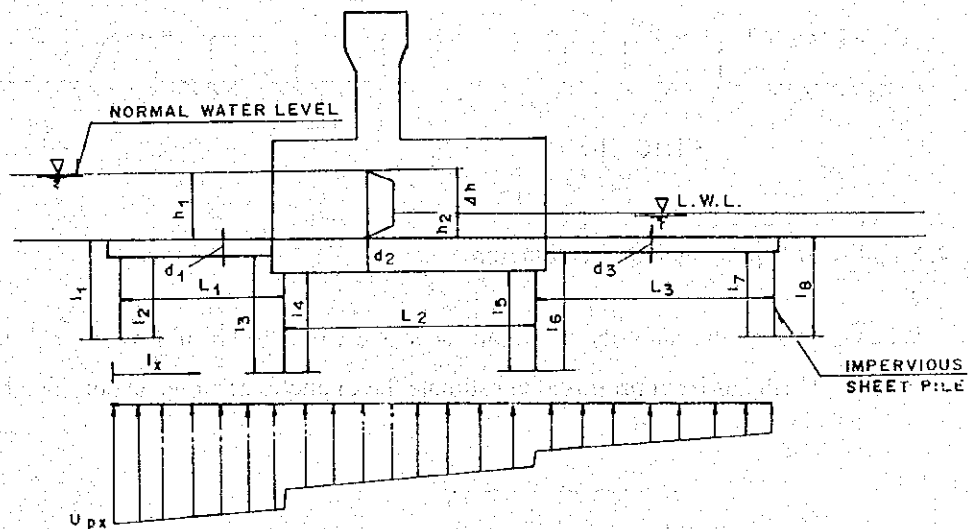 NORMAL WATER LEVEL
L.W.L.
h1
Δh
h2
d1
d2
d3
l1
l2
L1
l3
l4
L2
l5
l6
L3
l7
l8
lx
IMPERVIOUS
SHEET PILE
Upx